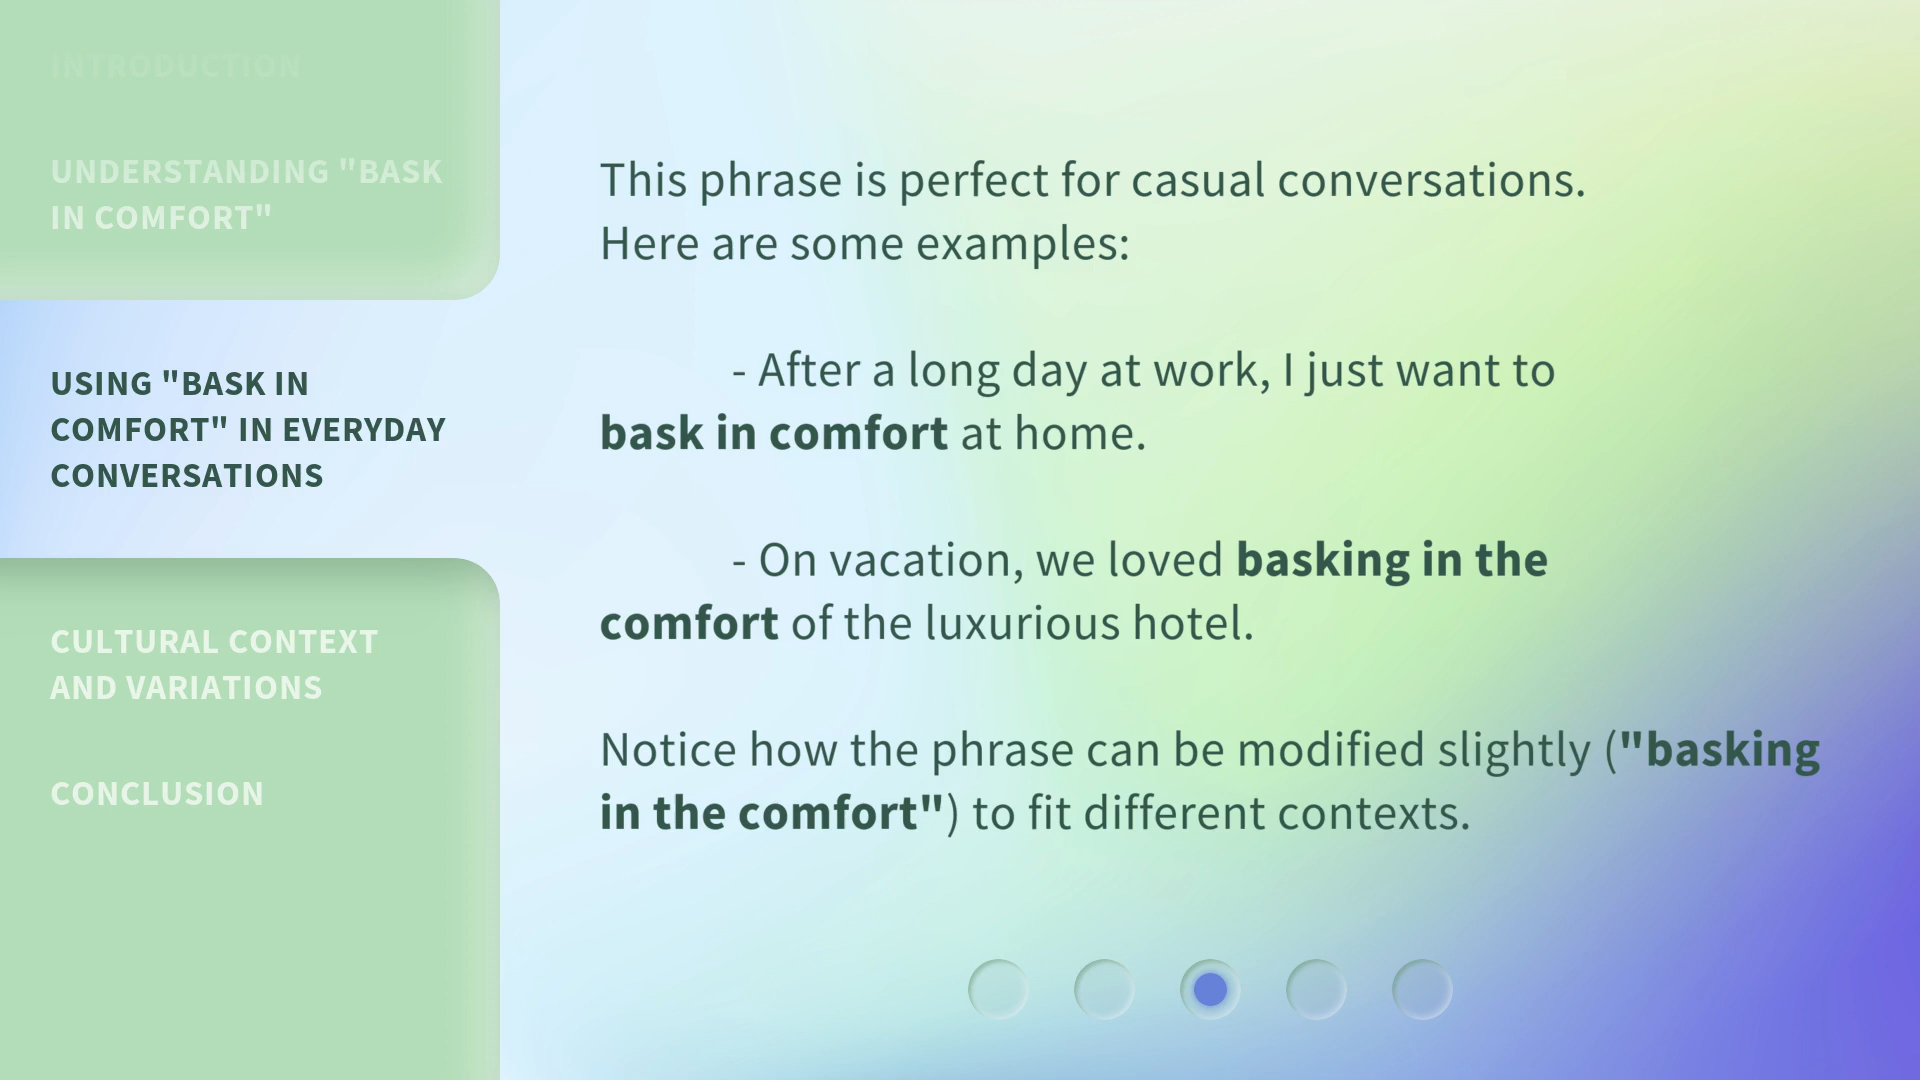 INTRODUCTION
UNDERSTANDING "BASK
IN COMFORT"
USING "BASK IN
COMFORT" IN EVERYDAY
CONVERSATIONS
CULTURAL CONTEXT
AND VARIATIONS
CONCLUSION
This phrase is perfect for casual conversations.
Here are some examples:
- After a long day at work, I just want to
bask in comfort at home.
- On vacation, we loved basking in the
comfort of the luxurious hotel.
Notice how the phrase can be modified slightly ("basking
in the comfort") to fit different contexts.